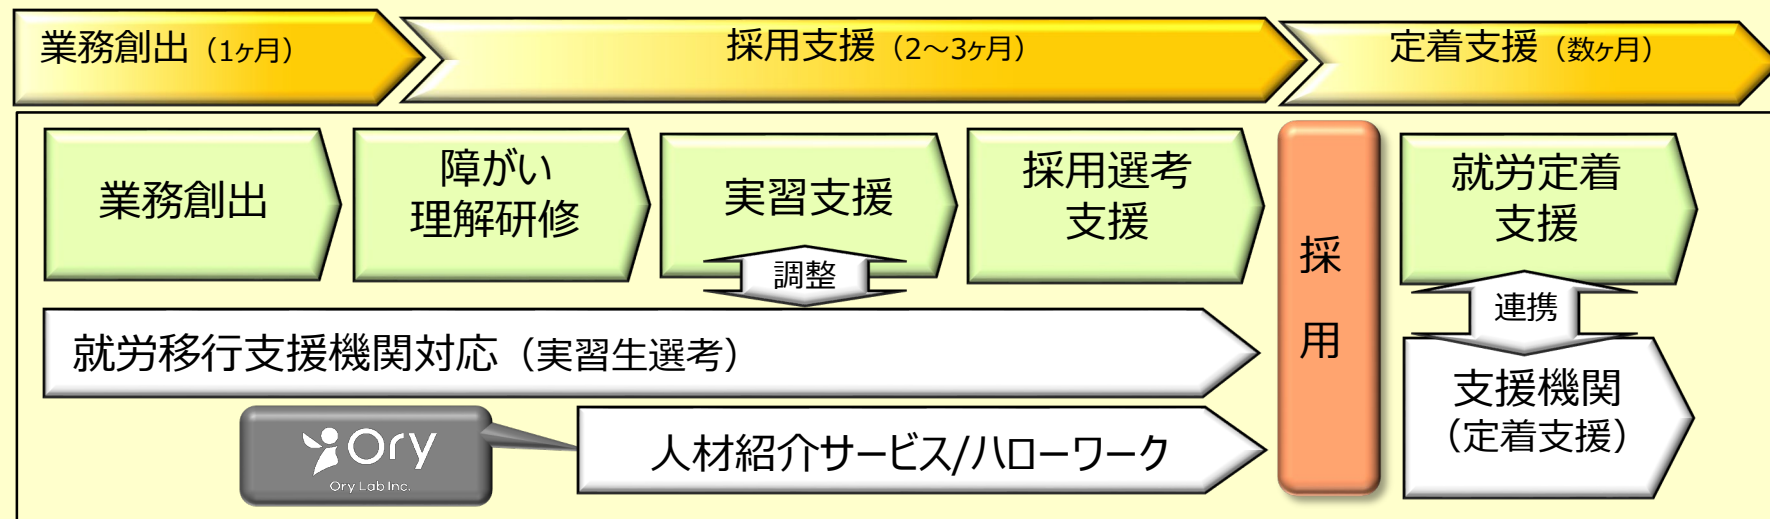 業務創出（1ヶ月）
採用支援（2～3ヶ月）
定着支援（数ヶ月）
業務創出
障がい
理解研修
実習支援
採用選考
支援
採
用
就労定着
支援
調整
連携
就労移行支援機関対応（実習生選考）
支援機関
（定着支援）
Ory
Ory Lab Inc.
人材紹介サービス/ハローワーク